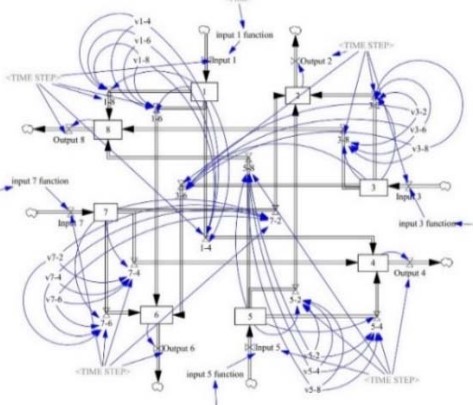 v1-4
input 1 function
v1-6
v1-8
Input 1
Output 2
<TIME STEP>
<TIME STEP>
1
2
1-8
1-6
v3-2
v3-6
v3-8
8
Output 8
3-8
5-8
input 7 function
3
Input 3
3-6
7
Input 7
7-2
input 3 function
1-4
v7-2
v7-4
v7-6
7-4
4
Output 4
5-2
6
5
7-6
5-4
Output 6
Input 5
v5-2
v5-4
v5-8
<TIME STEP>
input 5 function
<TIME STEP>